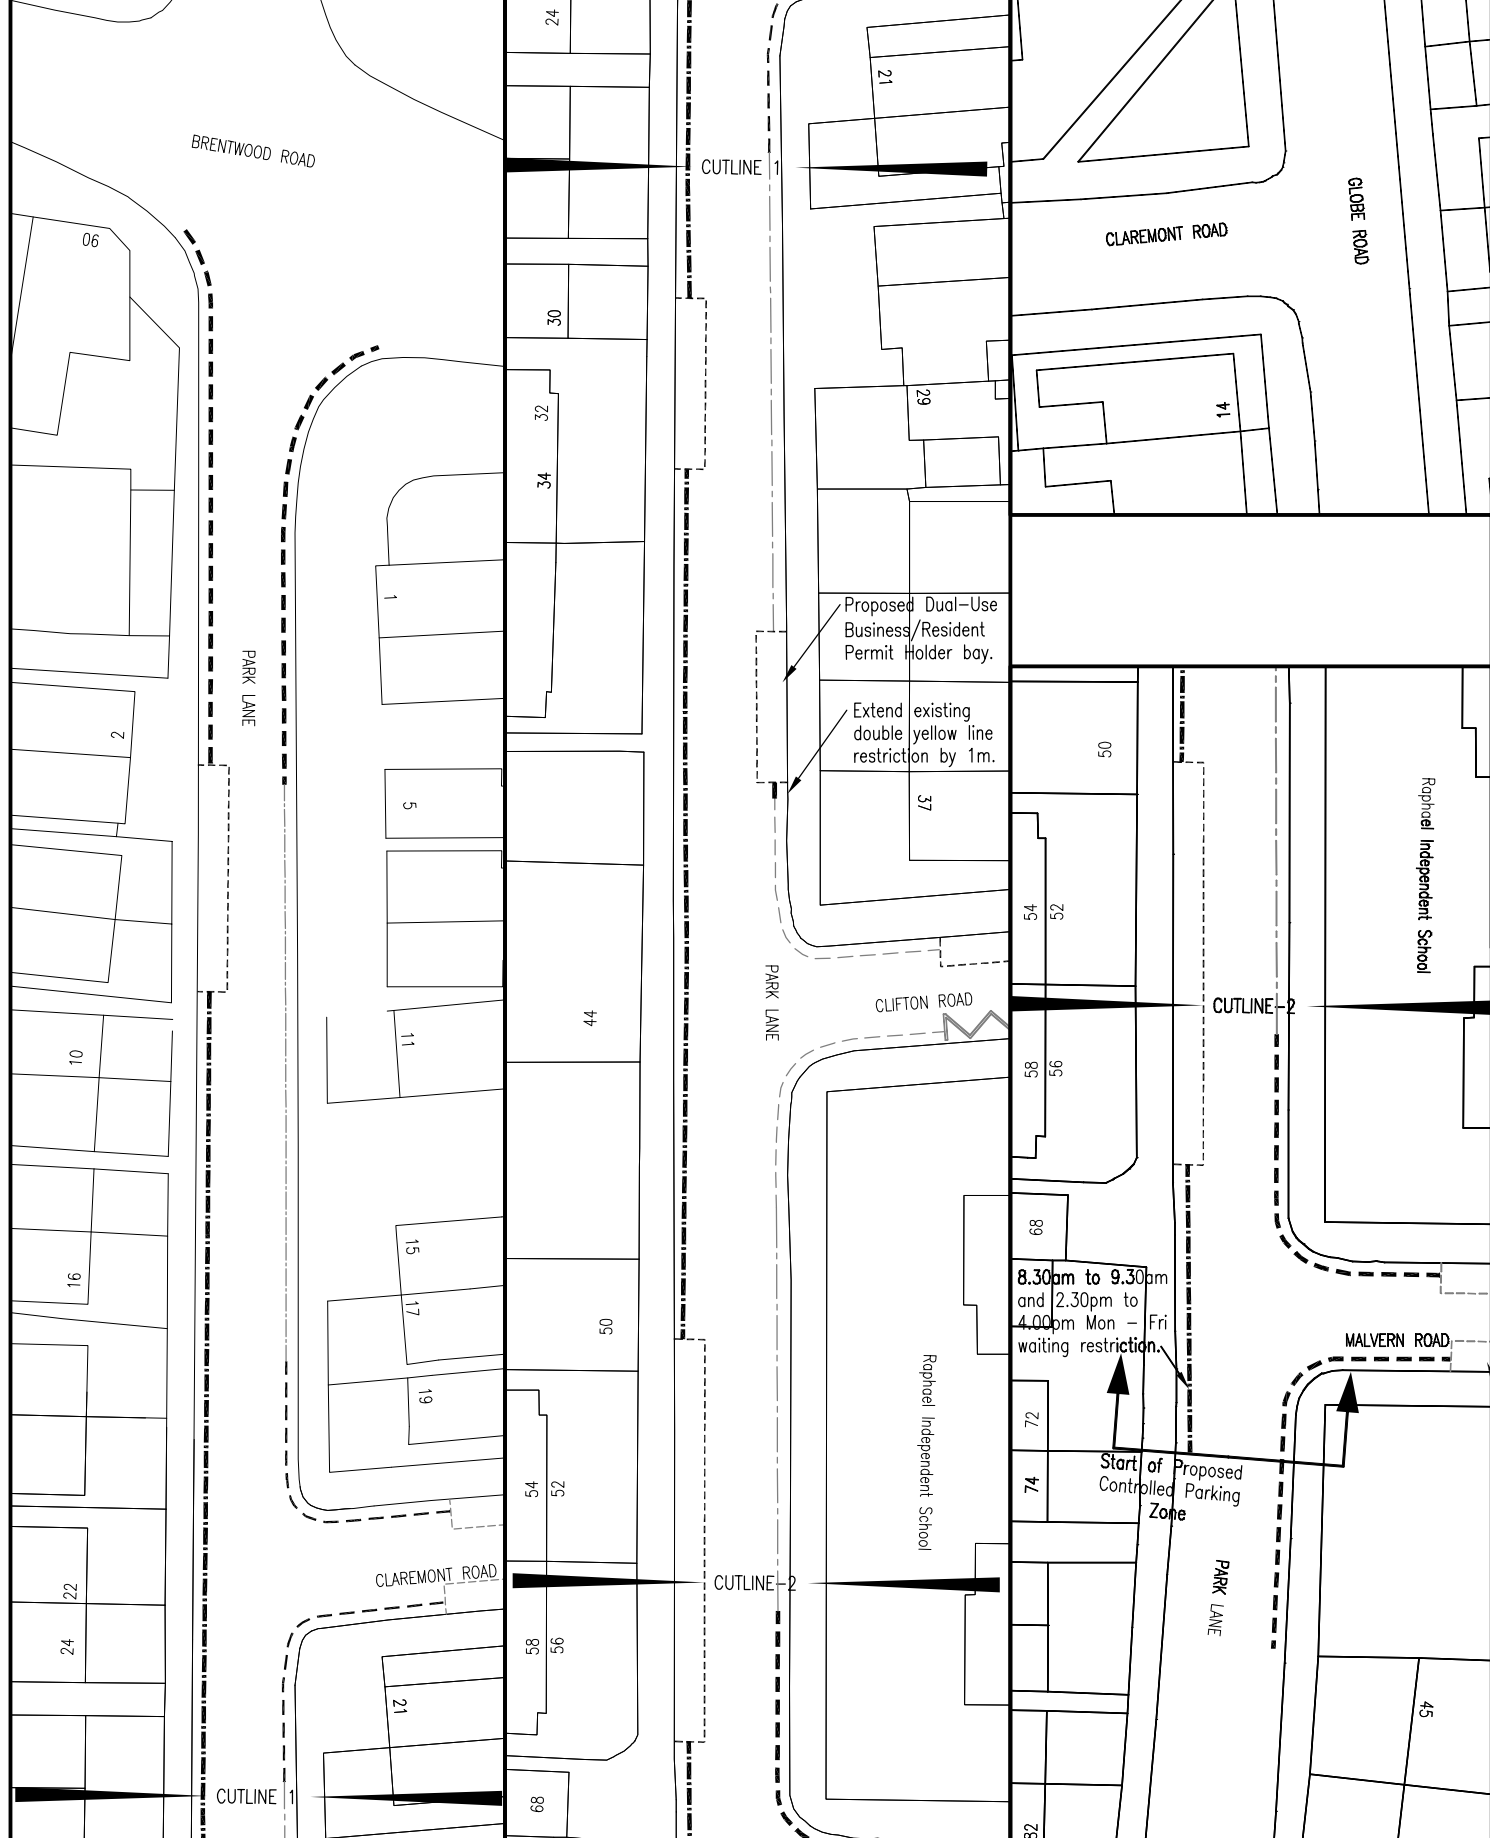 BRENTWOOD ROAD
06
PARK LANE
1
2
5
11
10
15
17
16
19
22
24
CLAREMONT ROAD
21
CUTLINE 1
24
21
CUTLINE 1
30
32
34
29
Proposed Dual-Use
Business/Resident
Permit Holder bay.
Extend existing
double yellow line
restriction by 1m.
37
PARK LANE
CLIFTON ROAD
44
50
Raphael Independent School
54
52
CUTLINE 2
58
56
68
CLAREMONT ROAD
GLOBE ROAD
14
50
Raphael Independent School
54
52
CUTLINE 2
58
56
68
8.30am to 9.30am
and 2.30pm to
4.00pm Mon - Fri
waiting restriction.
MALVERN ROAD
72
74
Start of Proposed
Controlled Parking
Zone
PARK LANE
45